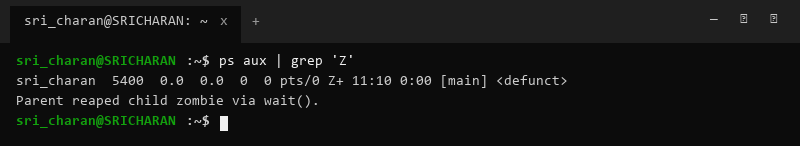 sri_charan@SRICHARAN: ~ x +
sri_charan@SRICHARAN :~$ ps aux | grep 'Z'
sri_charan  5400  0.0  0.0  0  0 pts/0 Z+ 11:10 0:00 [main] <defunct>
Parent reaped child zombie via wait().
sri_charan@SRICHARAN :~$